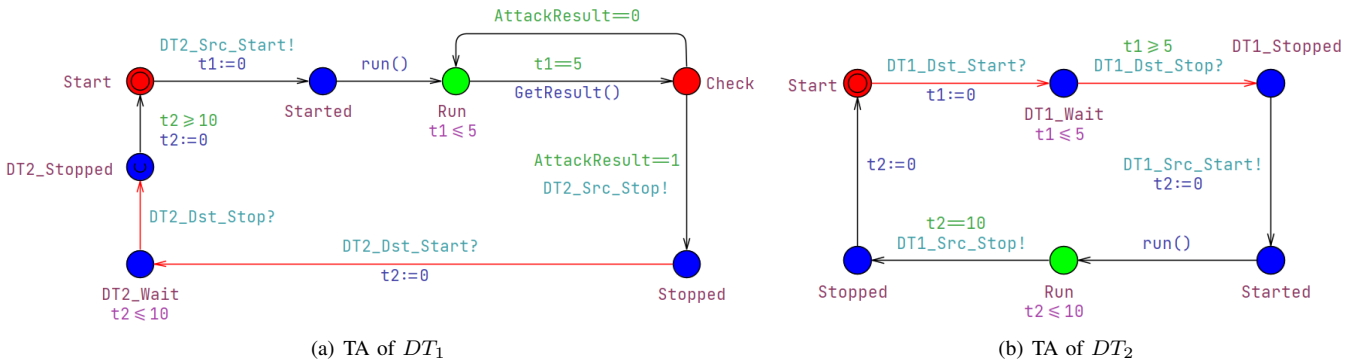 AttackResult==0
DT2_Src_Start!
t1:=0
run()
t1==5
GetResult()
Start
Started
Run
t1≤5
Check
t2≥10
t2:=0
DT2_Stopped
AttackResult==1
DT2_Src_Stop!
DT2_Dst_Stop?
DT2_Dst_Start?
t2:=0
DT2_Wait
t2≤10
Stopped
(a) TA of DT1
t1≥5
DT1_Stopped
DT1_Dst_Start?
DT1_Dst_Stop?
Start
t1:=0
DT1_Wait
t1≤5
DT1_Src_Start!
t2:=0
t2:=0
t2==10
DT1_Src_Stop!
run()
Stopped
Run
t2≤10
Started
(b) TA of DT2